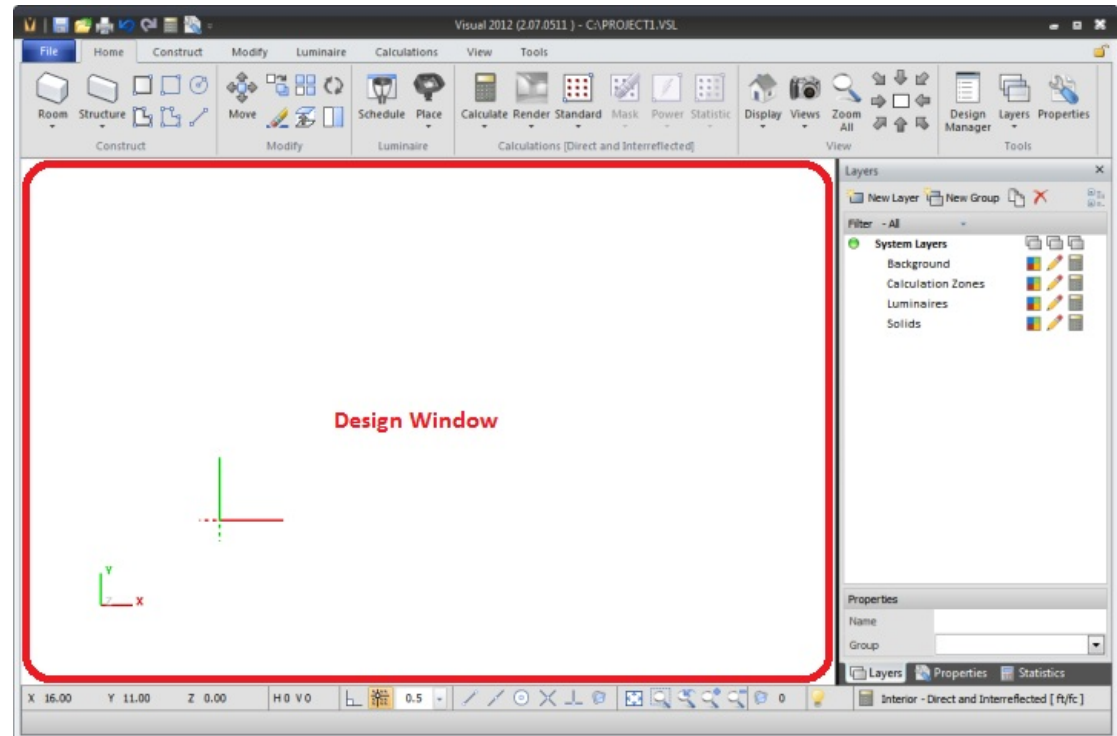 Visual 2012 (2.07.0511 ) - C:\PROJECT1.VSL
File Home Construct Modify Luminaire Calculations View Tools
Room Structure Move Schedule Place Calculate Render Standard Mask Power Statistic Display Views Zoom All Design Manager Layers Properties
Construct Modify Luminaire Calculations [Direct and Interreflected] View Tools
Layers
New Layer New Group
Filter - All
System Layers
Background
Calculation Zones
Luminaires
Solids
Design Window
Y
Z X
Properties
Name
Group
Layers Properties Statistics
X 16.00 Y 11.00 Z 0.00 H 0 V 0 0.5 0 Interior - Direct and Interreflected [ ft/fc ]